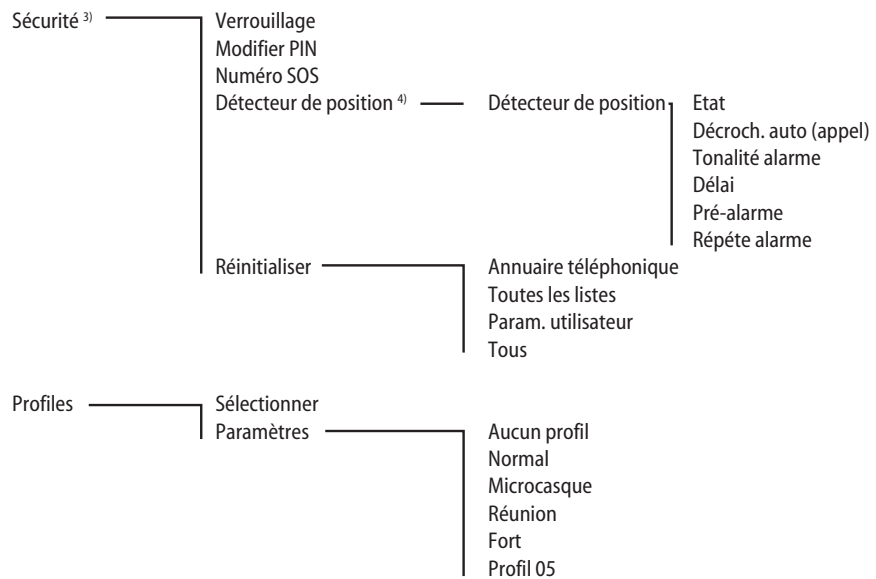 Sécurité 3) Verrouillage
Modifier PIN
Numéro SOS
Détecteur de position 4) Détecteur de position Etat
Décroch. auto (appel)
Tonalité alarme
Délai
Pré-alarme
Répéte alarme
Réinitialiser Annuaire téléphonique
Toutes les listes
Param. utilisateur
Tous
Profiles Sélectionner
Paramètres Aucun profil
Normal
Microcasque
Réunion
Fort
Profil 05